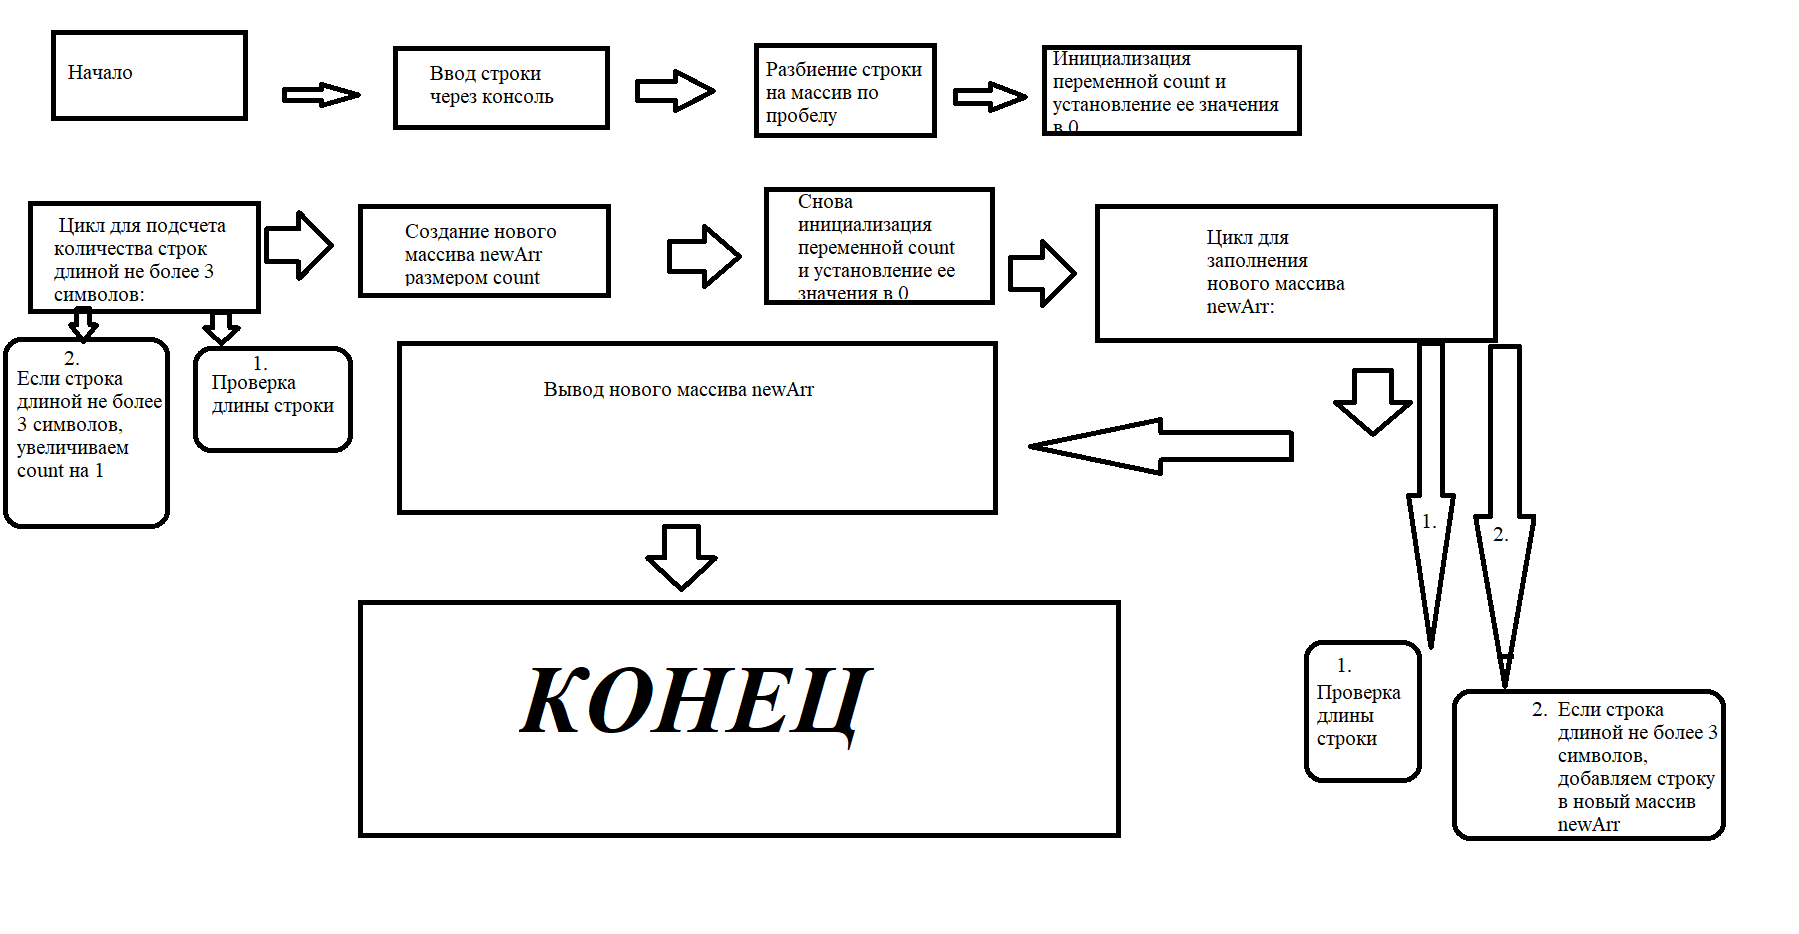 Начало
Ввод строки
через консоль
Разбиение строки
на массив по
пробелу
Инициализация
переменной count и
установление ее значения
в 0
Цикл для подсчета
количества строк
длиной не более 3
символов:
Создание нового
массива newArr
размером count
Снова
инициализация
переменной count
и установление ее
значения в 0
Цикл для
заполнения
нового массива
newArr:
2.
Если строка
длиной не более
3 символов,
увеличиваем
count на 1
1.
Проверка
длины строки
Вывод нового массива newArr
1.
2.
КОНЕЦ
1.
Проверка
длины
строки
2. Если строка
длиной не более 3
символов,
добавляем строку
в новый массив
newArr